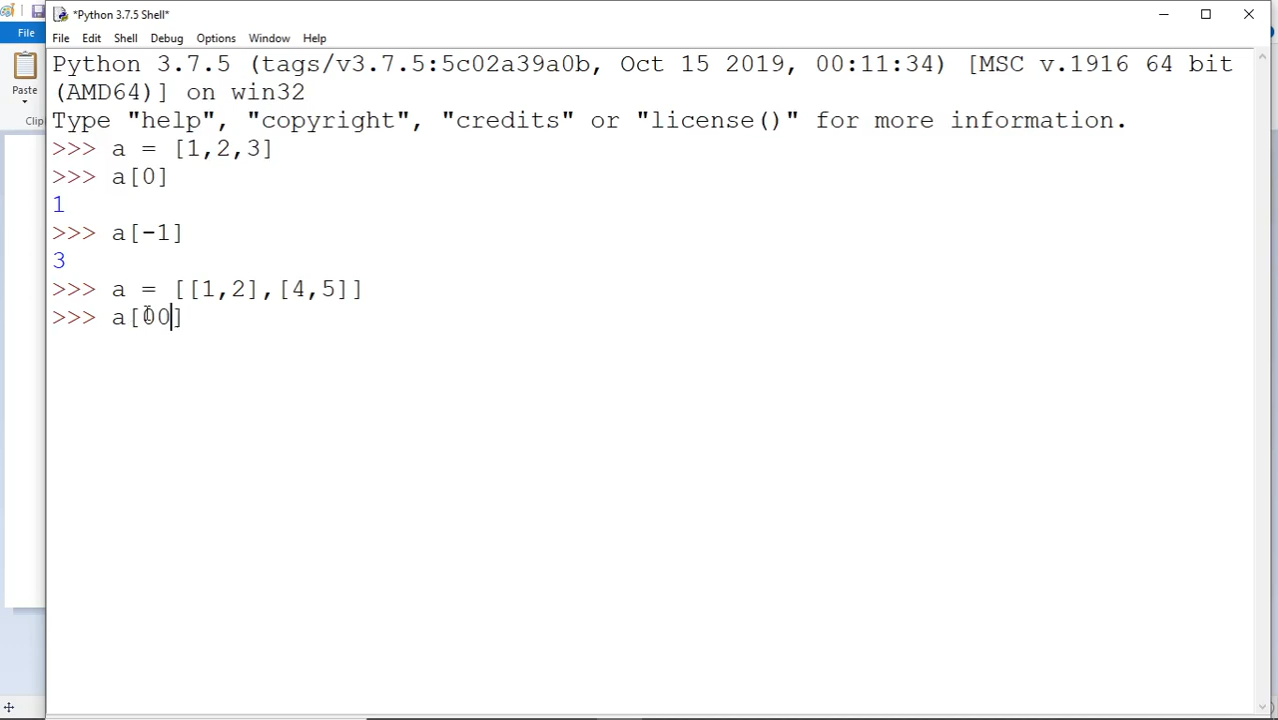 *Python 3.7.5 Shell*
File
File Edit Shell Debug Options Window Help
Paste
Clip
Python 3.7.5 (tags/v3.7.5:5c02a39a0b, Oct 15 2019, 00:11:34) [MSC v.1916 64 bit
(AMD64)] on win32
Type "help", "copyright", "credits" or "license()" for more information.
>>> a = [1,2,3]
>>> a[0]
1
>>> a[-1]
3
>>> a = [[1,2],[4,5]]
>>> a[00]